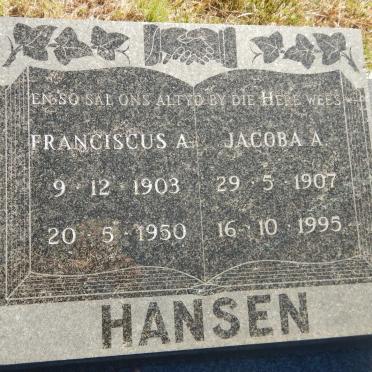 EN SO SAL ONS ALTYD BY DIE HERE WEES
FRANCISCUS A. JACOBA A.
9 · 12 · 1903 29 · 5 · 1907
20 · 5 · 1950 16 · 10 · 1995
HANSEN